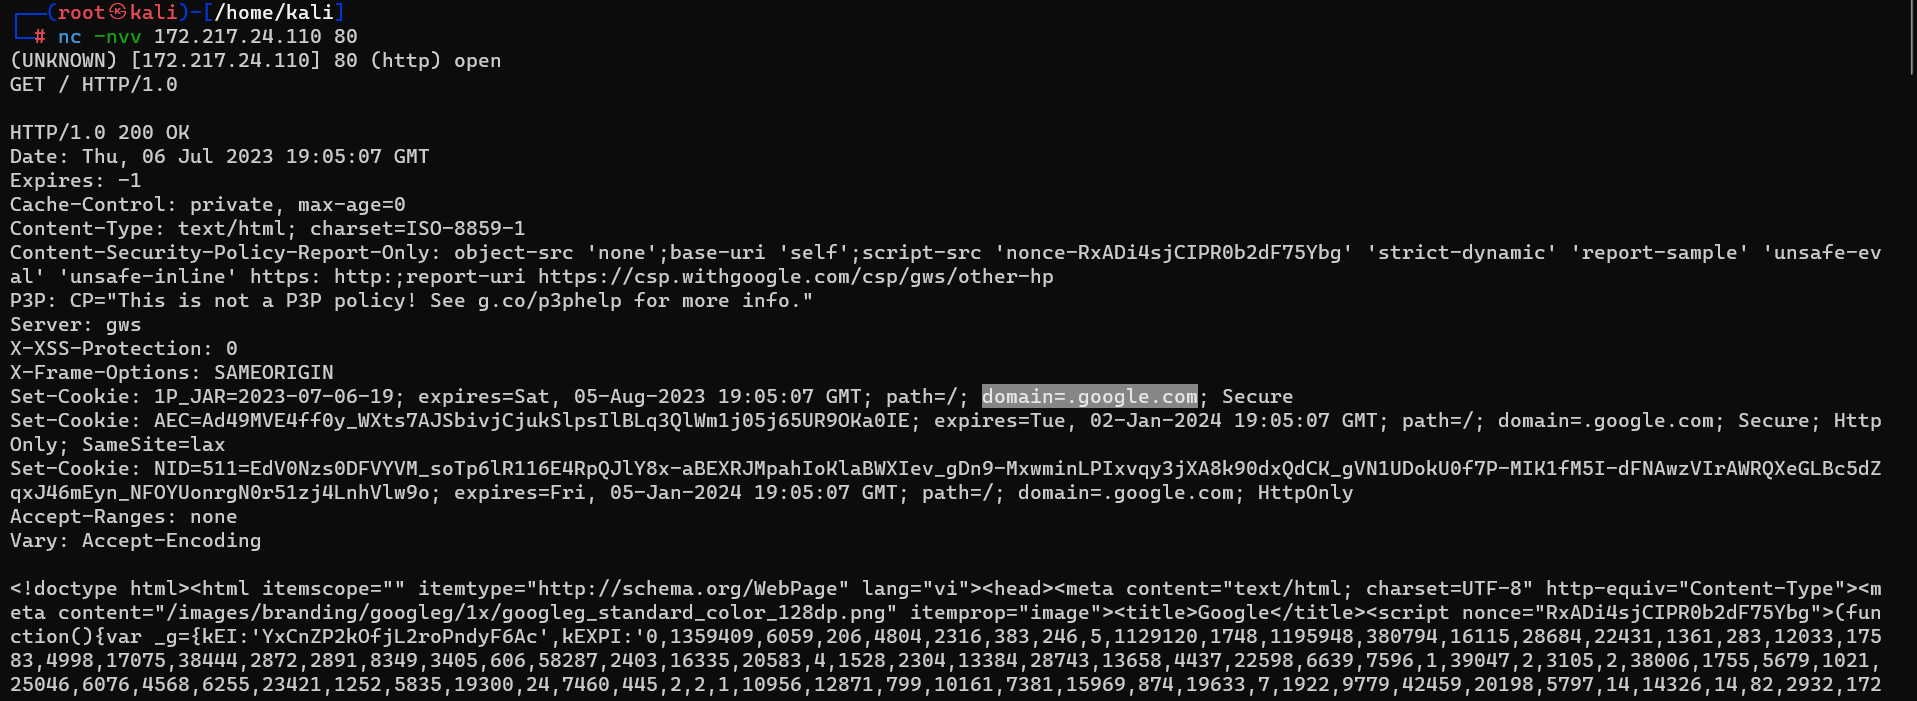 ┌──(root㉿kali)-[/home/kali]
└─# nc -nvv 172.217.24.110 80
(UNKNOWN) [172.217.24.110] 80 (http) open
GET / HTTP/1.0
HTTP/1.0 200 OK
Date: Thu, 06 Jul 2023 19:05:07 GMT
Expires: -1
Cache-Control: private, max-age=0
Content-Type: text/html; charset=ISO-8859-1
Content-Security-Policy-Report-Only: object-src 'none';base-uri 'self';script-src 'nonce-RxADi4sjCIPR0b2dF75Ybg' 'strict-dynamic' 'report-sample' 'unsafe-ev
al' 'unsafe-inline' https: http:;report-uri https://csp.withgoogle.com/csp/gws/other-hp
P3P: CP="This is not a P3P policy! See g.co/p3phelp for more info."
Server: gws
X-XSS-Protection: 0
X-Frame-Options: SAMEORIGIN
Set-Cookie: 1P_JAR=2023-07-06-19; expires=Sat, 05-Aug-2023 19:05:07 GMT; path=/; domain=.google.com; Secure
Set-Cookie: AEC=Ad49MVE4ff0y_WXts7AJSbivjCjukSlpsIlBLq3QlWm1j05j65UR9OKa0IE; expires=Tue, 02-Jan-2024 19:05:07 GMT; path=/; domain=.google.com; Secure; Http
Only; SameSite=lax
Set-Cookie: NID=511=EdV0Nzs0DFVYVM_soTp6lR116E4RpQJlY8x-aBEXRJMpahIoKlaBWXIev_gDn9-MxwminLPIxvqy3jXA8k90dxQdCK_gVN1UDokU0f7P-MIK1fM5I-dFNAwzVIrAWRQXeGLBc5dZ
qxJ46mEyn_NFOYUonrgN0r51zj4LnhVlw9o; expires=Fri, 05-Jan-2024 19:05:07 GMT; path=/; domain=.google.com; HttpOnly
Accept-Ranges: none
Vary: Accept-Encoding
<!doctype html><html itemscope="" itemtype="http://schema.org/WebPage" lang="vi"><head><meta content="text/html; charset=UTF-8" http-equiv="Content-Type"><m
eta content="/images/branding/googleg/1x/googleg_standard_color_128dp.png" itemprop="image"><title>Google</title><script nonce="RxADi4sjCIPR0b2dF75Ybg">(fun
ction(){var _g={kEI:'YxCnZP2kOfjL2roPndyF6Ac',kEXPI:'0,1359409,6059,206,4804,2316,383,246,5,1129120,1748,1195948,380794,16115,28684,22431,1361,283,12033,175
83,4998,17075,38444,2872,2891,8349,3405,606,58287,2403,16335,20583,4,1528,2304,13384,28743,13658,4437,22598,6639,7596,1,39047,2,3105,2,38006,1755,5679,1021,
25046,6076,4568,6255,23421,1252,5835,19300,24,7460,445,2,2,1,10956,12871,799,10161,7381,15969,874,19633,7,1922,9779,42459,20198,5797,14,14326,14,82,2932,172